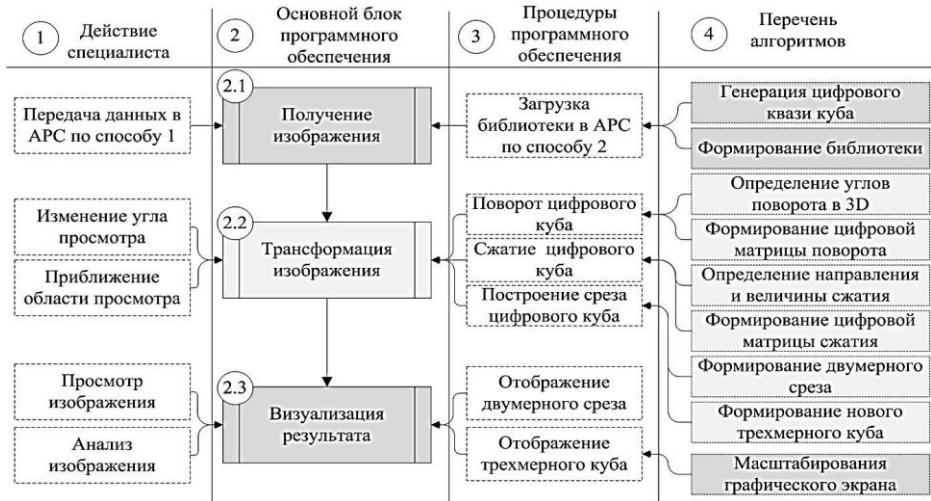 1
Действие
специалиста
2
Основной блок
программного
обеспечения
3
Процедуры
программного
обеспечения
4
Перечень
алгоритмов
Передача данных в
АРС по способу 1
2.1
Получение
изображения
Загрузка
библиотеки в АРС
по способу 2
Генерация цифрового
квази куба
Формирование библиотеки
Изменение угла
просмотра
Приближение
области просмотра
2.2
Трансформация
изображения
Поворот цифрового
куба
Сжатие цифрового
куба
Построение среза
цифрового куба
Определение углов
поворота в 3D
Формирование цифровой
матрицы поворота
Определение направления
и величины сжатия
Формирование цифровой
матрицы сжатия
Формирование двумерного
среза
Формирование нового
трехмерного куба
Просмотр
изображения
Анализ
изображения
2.3
Визуализация
результата
Отображение
двумерного среза
Отображение
трехмерного куба
Масштабирования
графического экрана